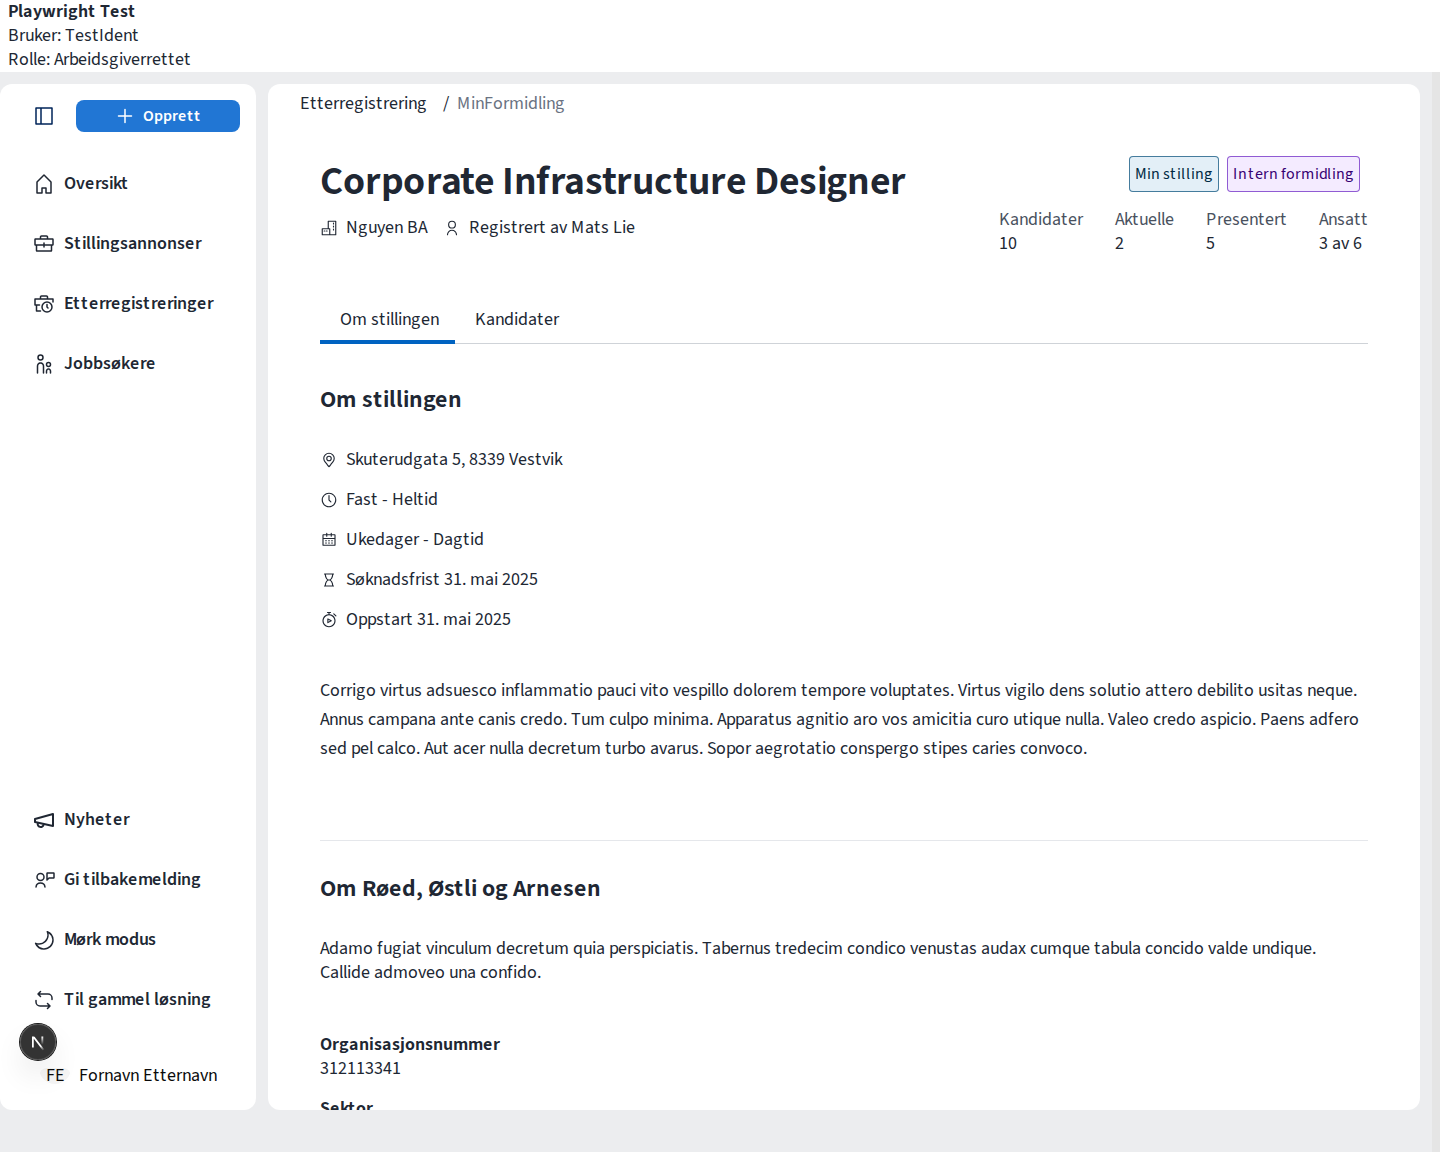 Playwright Test
Bruker: TestIdent
Rolle: Arbeidsgiverrettet
Opprett
Oversikt
Stillingsannonser
Etterregistreringer
Jobbsøkere
Nyheter
Gi tilbakemelding
Mørk modus
Til gammel løsning
N
FE Fornavn Etternavn
Etterregistrering / MinFormidling
Corporate Infrastructure Designer
Min stilling Intern formidling
Nguyen BA Registrert av Mats Lie
Kandidater Aktuelle Presentert Ansatt
10 2 5 3 av 6
Om stillingen Kandidater
Om stillingen
Skuterudgata 5, 8339 Vestvik
Fast - Heltid
Ukedager - Dagtid
Søknadsfrist 31. mai 2025
Oppstart 31. mai 2025
Corrigo virtus adsuesco inflammatio pauci vito vespillo dolorem tempore voluptates. Virtus vigilo dens solutio attero debilito usitas neque.
Annus campana ante canis credo. Tum culpo minima. Apparatus agnitio aro vos amicitia curo utique nulla. Valeo credo aspicio. Paens adfero
sed pel calco. Aut acer nulla decretum turbo avarus. Sopor aegrotatio conspergo stipes caries convoco.
Om Røed, Østli og Arnesen
Adamo fugiat vinculum decretum quia perspiciatis. Tabernus tredecim condico venustas audax cumque tabula concido valde undique.
Callide admoveo una confido.
Organisasjonsnummer
312113341
Sektor